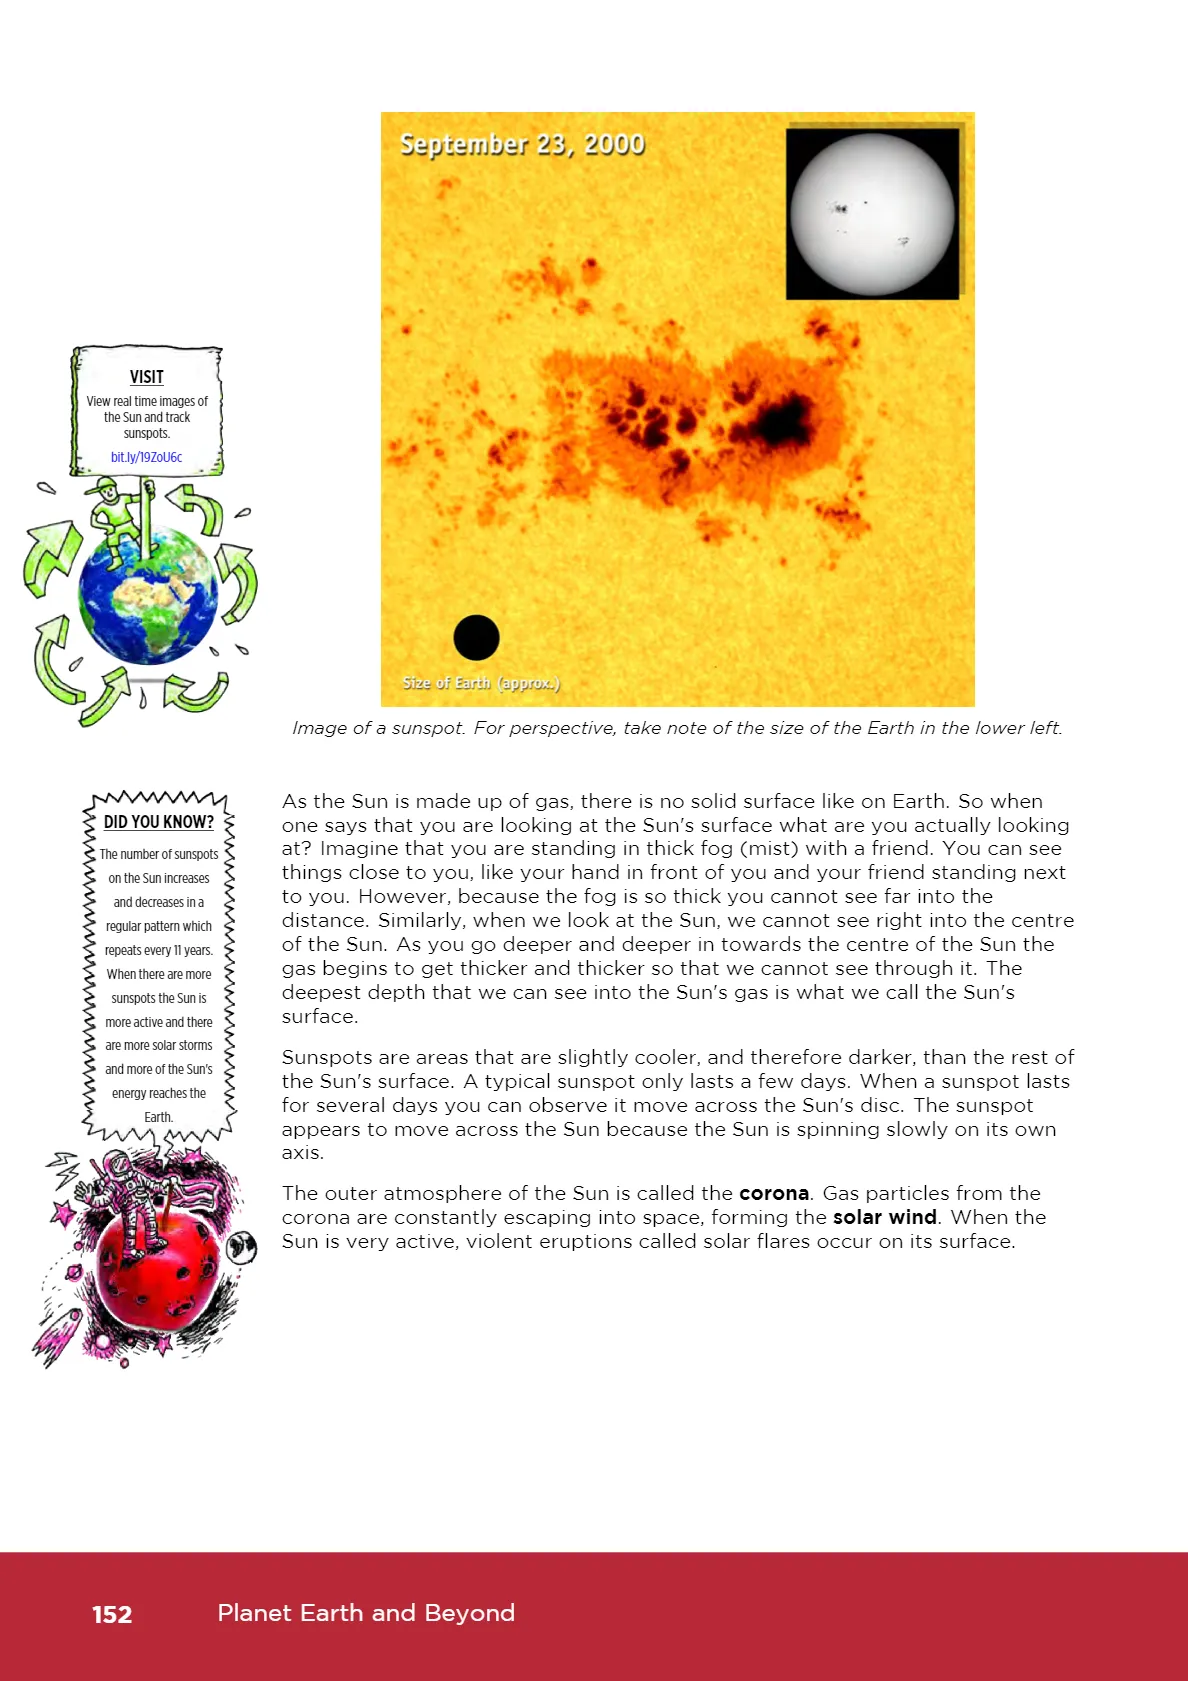 September 23, 2000
Size of Earth (approx.)
Image of a sunspot. For perspective, take note of the size of the Earth in the lower left.
VISIT
View real time images of
the Sun and track
sunspots.
bit.ly/19ZoU6c
DID YOU KNOW?
The number of sunspots
on the Sun increases
and decreases in a
regular pattern which
repeats every 11 years.
When there are more
sunspots the Sun is
more active and there
are more solar storms
and more of the Sun's
energy reaches the
Earth.
As the Sun is made up of gas, there is no solid surface like on Earth. So when
one says that you are looking at the Sun's surface what are you actually looking
at? Imagine that you are standing in thick fog (mist) with a friend. You can see
things close to you, like your hand in front of you and your friend standing next
to you. However, because the fog is so thick you cannot see far into the
distance. Similarly, when we look at the Sun, we cannot see right into the centre
of the Sun. As you go deeper and deeper in towards the centre of the Sun the
gas begins to get thicker and thicker so that we cannot see through it. The
deepest depth that we can see into the Sun's gas is what we call the Sun's
surface.
Sunspots are areas that are slightly cooler, and therefore darker, than the rest of
the Sun's surface. A typical sunspot only lasts a few days. When a sunspot lasts
for several days you can observe it move across the Sun's disc. The sunspot
appears to move across the Sun because the Sun is spinning slowly on its own
axis.
The outer atmosphere of the Sun is called the corona. Gas particles from the
corona are constantly escaping into space, forming the solar wind. When the
Sun is very active, violent eruptions called solar flares occur on its surface.
152
Planet Earth and Beyond